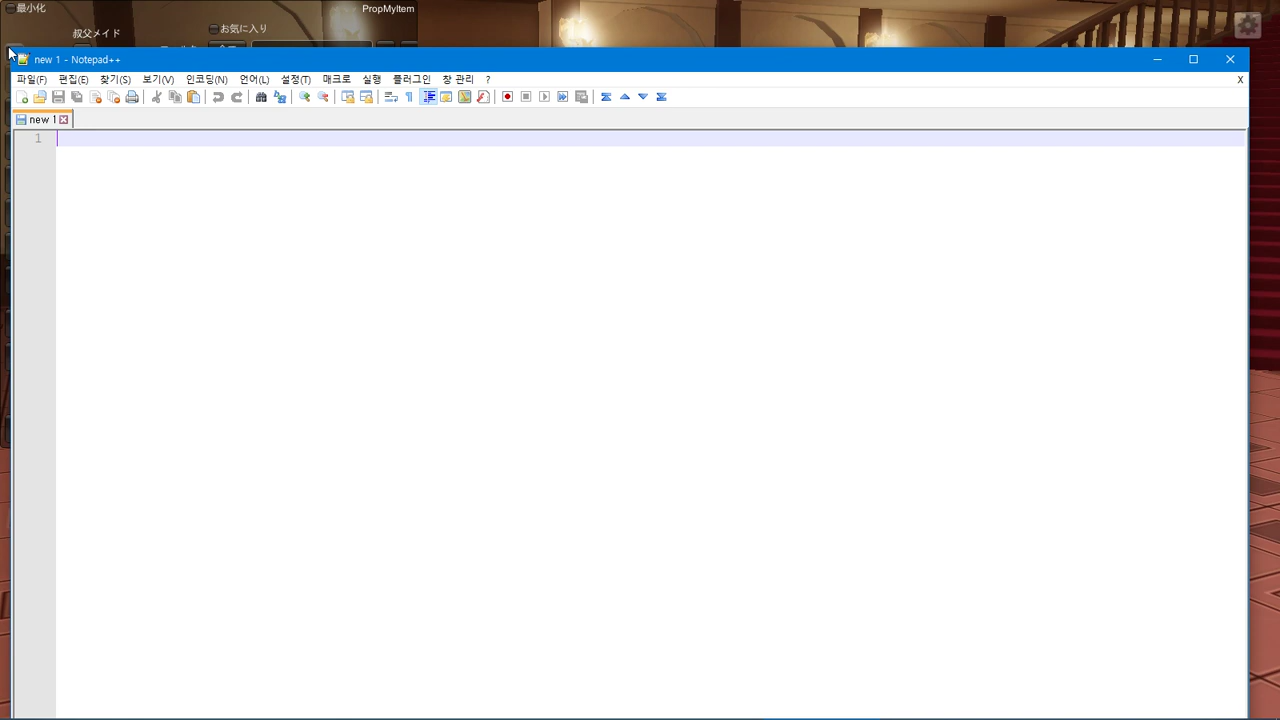 最小化
PropMyItem
お気に入り
叔父メイド
new 1 - Notepad++
파일(F) 편집(E) 찾기(S) 보기(V) 인코딩(N) 언어(L) 설정(T) 매크로 실행 플러그인 창 관리 ? X
new 1
1